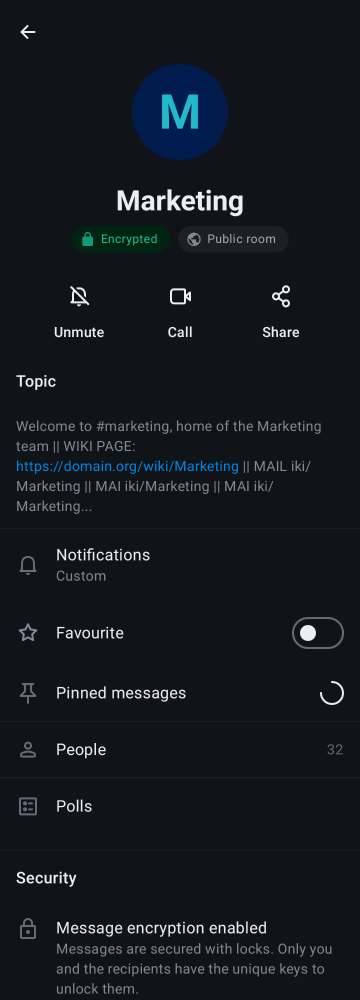 M
Marketing
Encrypted
Public room
Unmute
Call
Share
Topic
Welcome to #marketing, home of the Marketing
team || WIKI PAGE:
https://domain.org/wiki/Marketing || MAIL iki/
Marketing || MAI iki/Marketing || MAI iki/
Marketing...
Notifications
Custom
Favourite
Pinned messages
People
32
Polls
Security
Message encryption enabled
Messages are secured with locks. Only you
and the recipients have the unique keys to
unlock them.